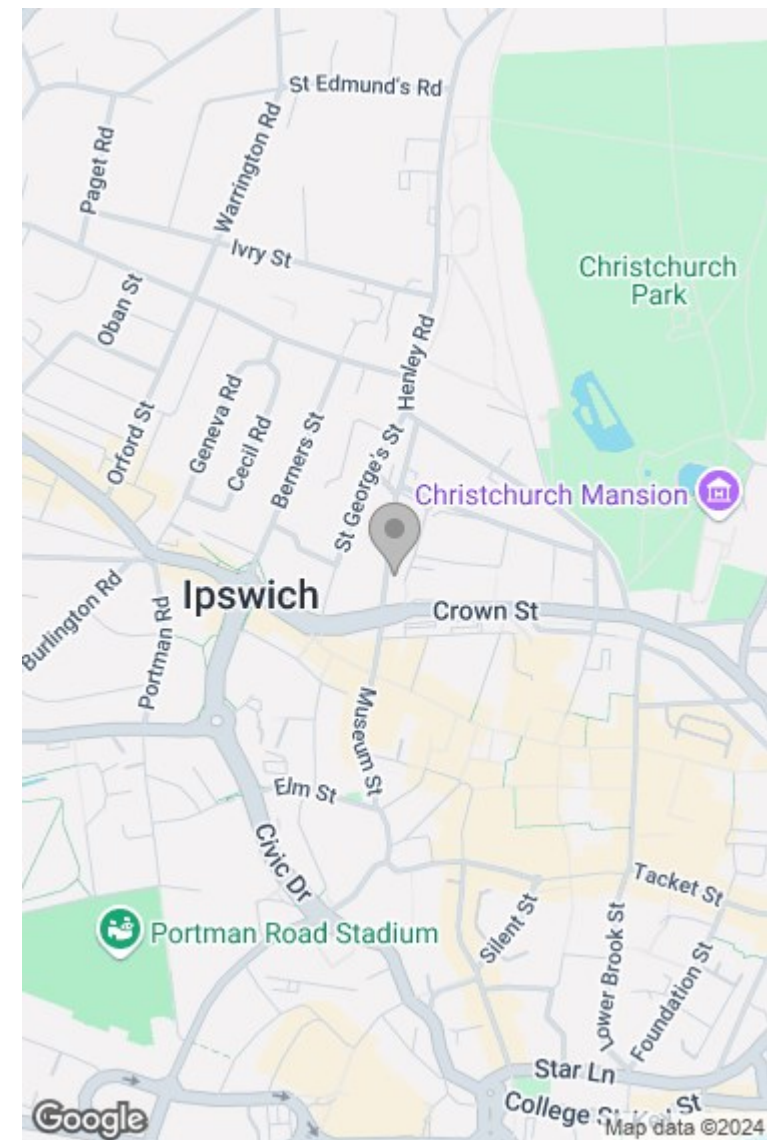 St Edmund's Rd
Paget Rd
Warrington Rd
Ivry St
Christchurch
Park
Oban St
Henley Rd
Geneva Rd
Cecil Rd
Orford St
Berners St
St George's St
Christchurch Mansion
Ipswich
Crown St
Burlington Rd
Portman Rd
Museum St
Elm St
Civic Dr
Tacket St
Silent St
Portman Road Stadium
Lower Brook St
Foundation St
Star Ln
College St
St
Google
Map data ©2024